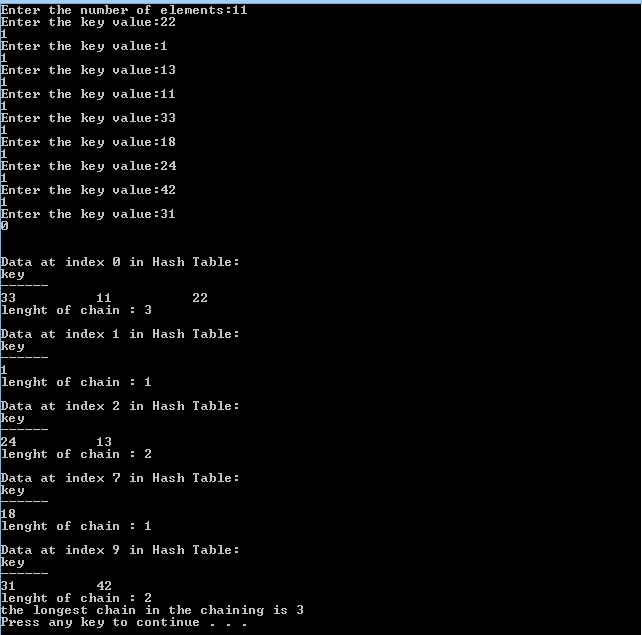 Enter the number of elements:11
Enter the key value:22
1
Enter the key value:1
1
Enter the key value:13
1
Enter the key value:11
1
Enter the key value:33
1
Enter the key value:18
1
Enter the key value:24
1
Enter the key value:42
1
Enter the key value:31
0
Data at index 0 in Hash Table:
key
------
33 11 22
lenght of chain : 3
Data at index 1 in Hash Table:
key
------
1
lenght of chain : 1
Data at index 2 in Hash Table:
key
------
24 13
lenght of chain : 2
Data at index 7 in Hash Table:
key
------
18
lenght of chain : 1
Data at index 9 in Hash Table:
key
------
31 42
lenght of chain : 2
the longest chain in the chaining is 3
Press any key to continue . . .